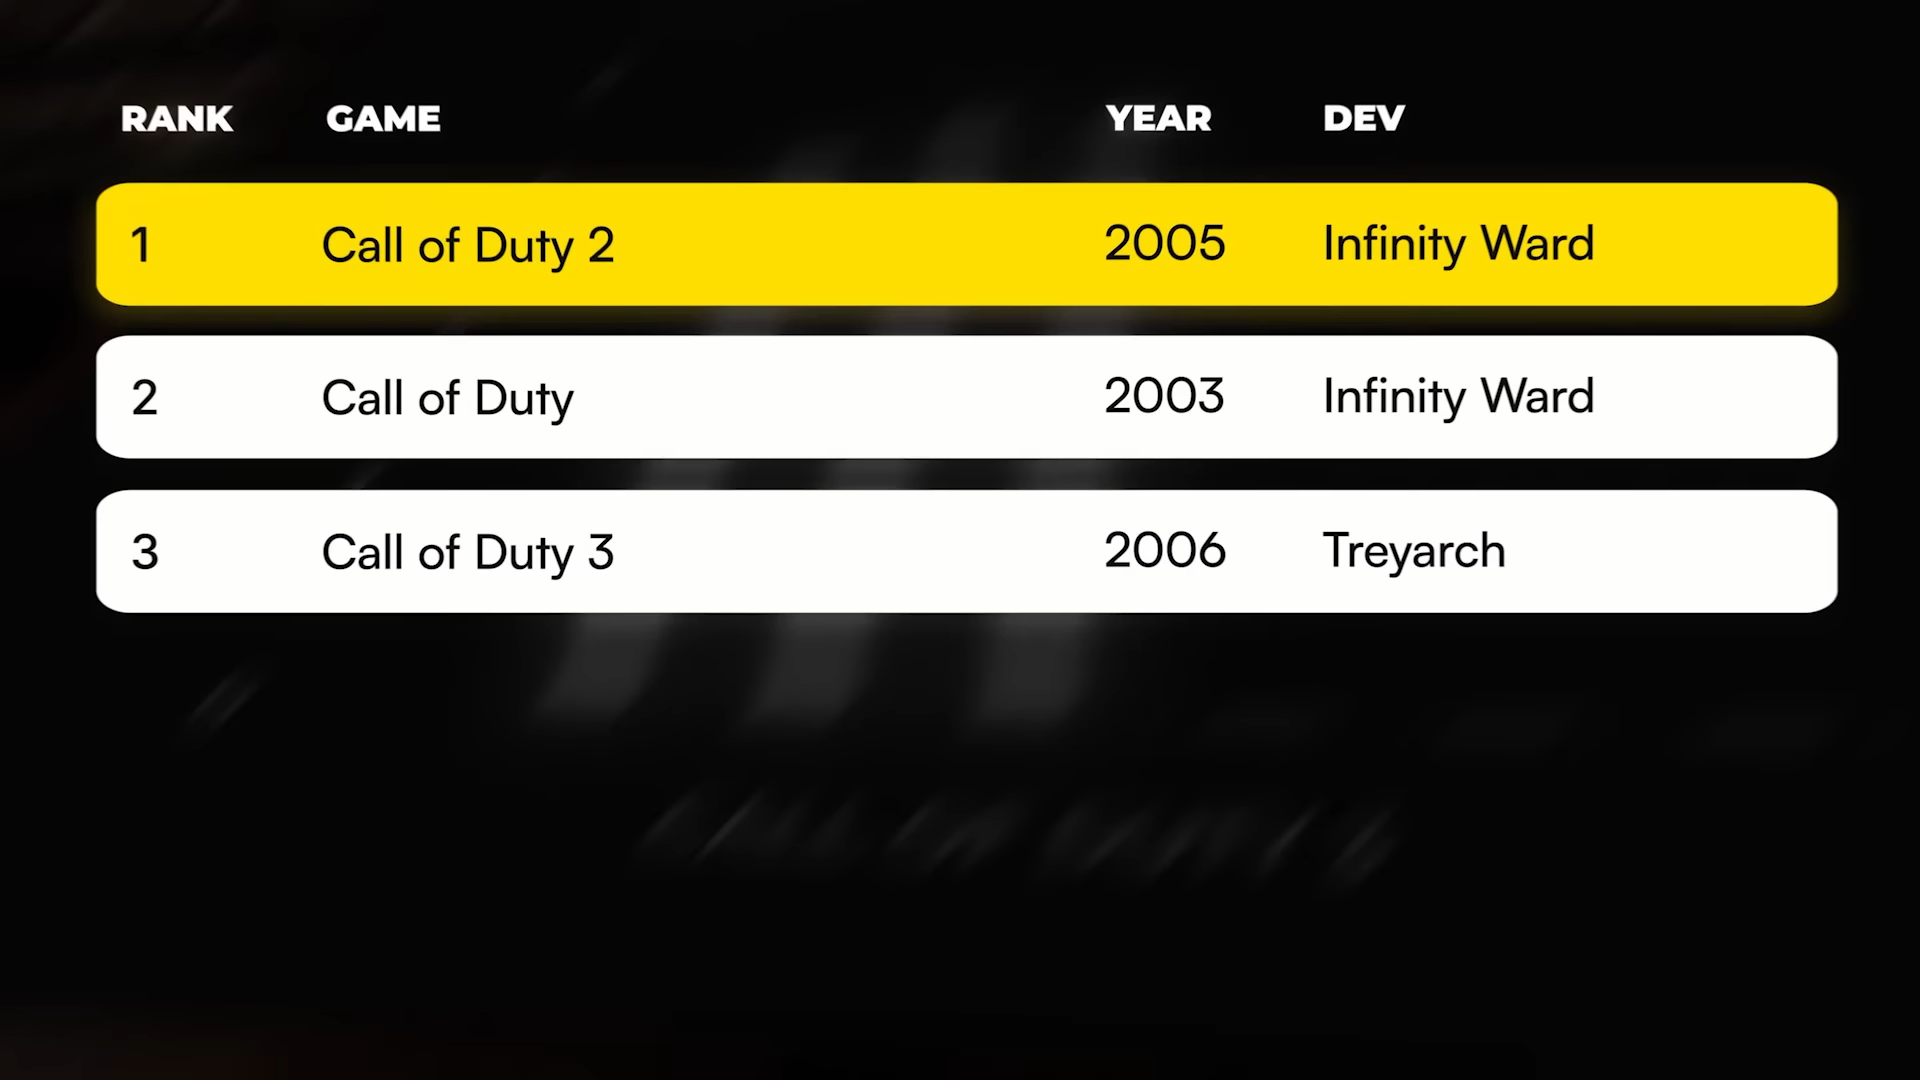 RANK GAME YEAR DEV
1 Call of Duty 2 2005 Infinity Ward
2 Call of Duty 2003 Infinity Ward
3 Call of Duty 3 2006 Treyarch